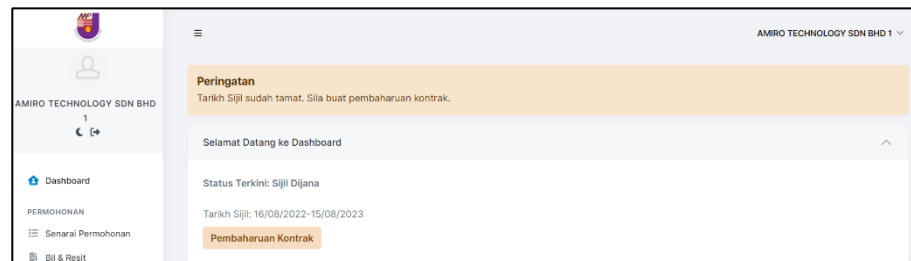 MP
AMIRO TECHNOLOGY SDN BHD 1
AMIRO TECHNOLOGY SDN BHD
1
Dashboard
PERMOHONAN
Senarai Permohonan
Bil & Resit
Peringatan
Tarikh Sijil sudah tamat. Sila buat pembaharuan kontrak.
Selamat Datang ke Dashboard
Status Terkini: Sijil Dijana
Tarikh Sijil: 16/08/2022-15/08/2023
Pembaharuan Kontrak